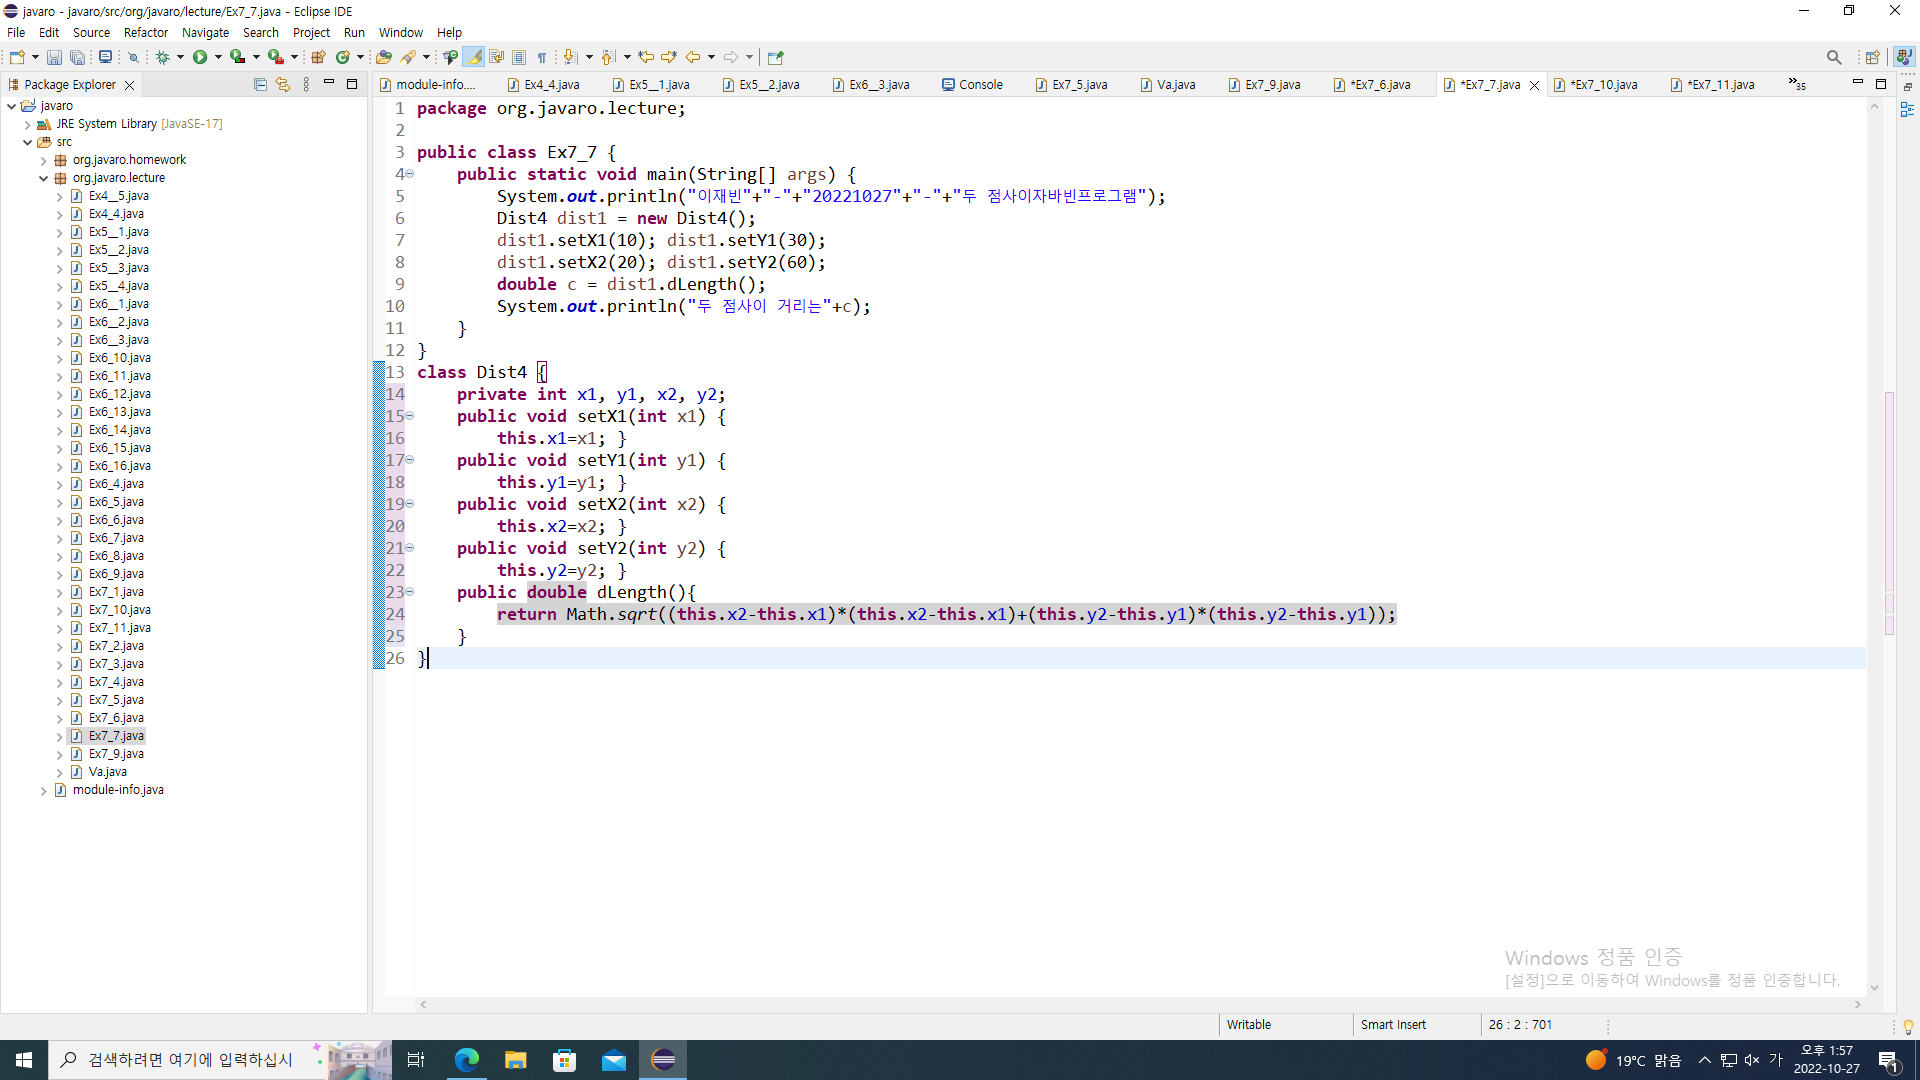 javaro - javaro/src/org/javaro/lecture/Ex7_7.java - Eclipse IDE
File Edit Source Refactor Navigate Search Project Run Window Help
Package Explorer
module-info.... Ex4_4.java Ex5__1.java Ex5__2.java Ex6__3.java Console Ex7_5.java Va.java Ex7_9.java *Ex7_6.java *Ex7_7.java *Ex7_10.java *Ex7_11.java »35
javaro
JRE System Library [JavaSE-17]
src
org.javaro.homework
org.javaro.lecture
Ex4__5.java
Ex4_4.java
Ex5__1.java
Ex5__2.java
Ex5__3.java
Ex5__4.java
Ex6__1.java
Ex6__2.java
Ex6__3.java
Ex6_10.java
Ex6_11.java
Ex6_12.java
Ex6_13.java
Ex6_14.java
Ex6_15.java
Ex6_16.java
Ex6_4.java
Ex6_5.java
Ex6_6.java
Ex6_7.java
Ex6_8.java
Ex6_9.java
Ex7_1.java
Ex7_10.java
Ex7_11.java
Ex7_2.java
Ex7_3.java
Ex7_4.java
Ex7_5.java
Ex7_6.java
Ex7_7.java
Ex7_9.java
Va.java
module-info.java
1 package org.javaro.lecture;
2
3 public class Ex7_7 {
4 public static void main(String[] args) {
5 System.out.println("이재빈"+"-"+"20221027"+"-"+"두 점사이자바빈프로그램");
6 Dist4 dist1 = new Dist4();
7 dist1.setX1(10); dist1.setY1(30);
8 dist1.setX2(20); dist1.setY2(60);
9 double c = dist1.dLength();
10 System.out.println("두 점사이 거리는"+c);
11 }
12 }
13 class Dist4 {
14 private int x1, y1, x2, y2;
15 public void setX1(int x1) {
16 this.x1=x1; }
17 public void setY1(int y1) {
18 this.y1=y1; }
19 public void setX2(int x2) {
20 this.x2=x2; }
21 public void setY2(int y2) {
22 this.y2=y2; }
23 public double dLength(){
24 return Math.sqrt((this.x2-this.x1)*(this.x2-this.x1)+(this.y2-this.y1)*(this.y2-this.y1));
25 }
26 }
Windows 정품 인증
[설정]으로 이동하여 Windows를 정품 인증합니다.
Writable Smart Insert 26 : 2 : 701
검색하려면 여기에 입력하십시
19°C 맑음 가 오후 1:57
2022-10-27
1